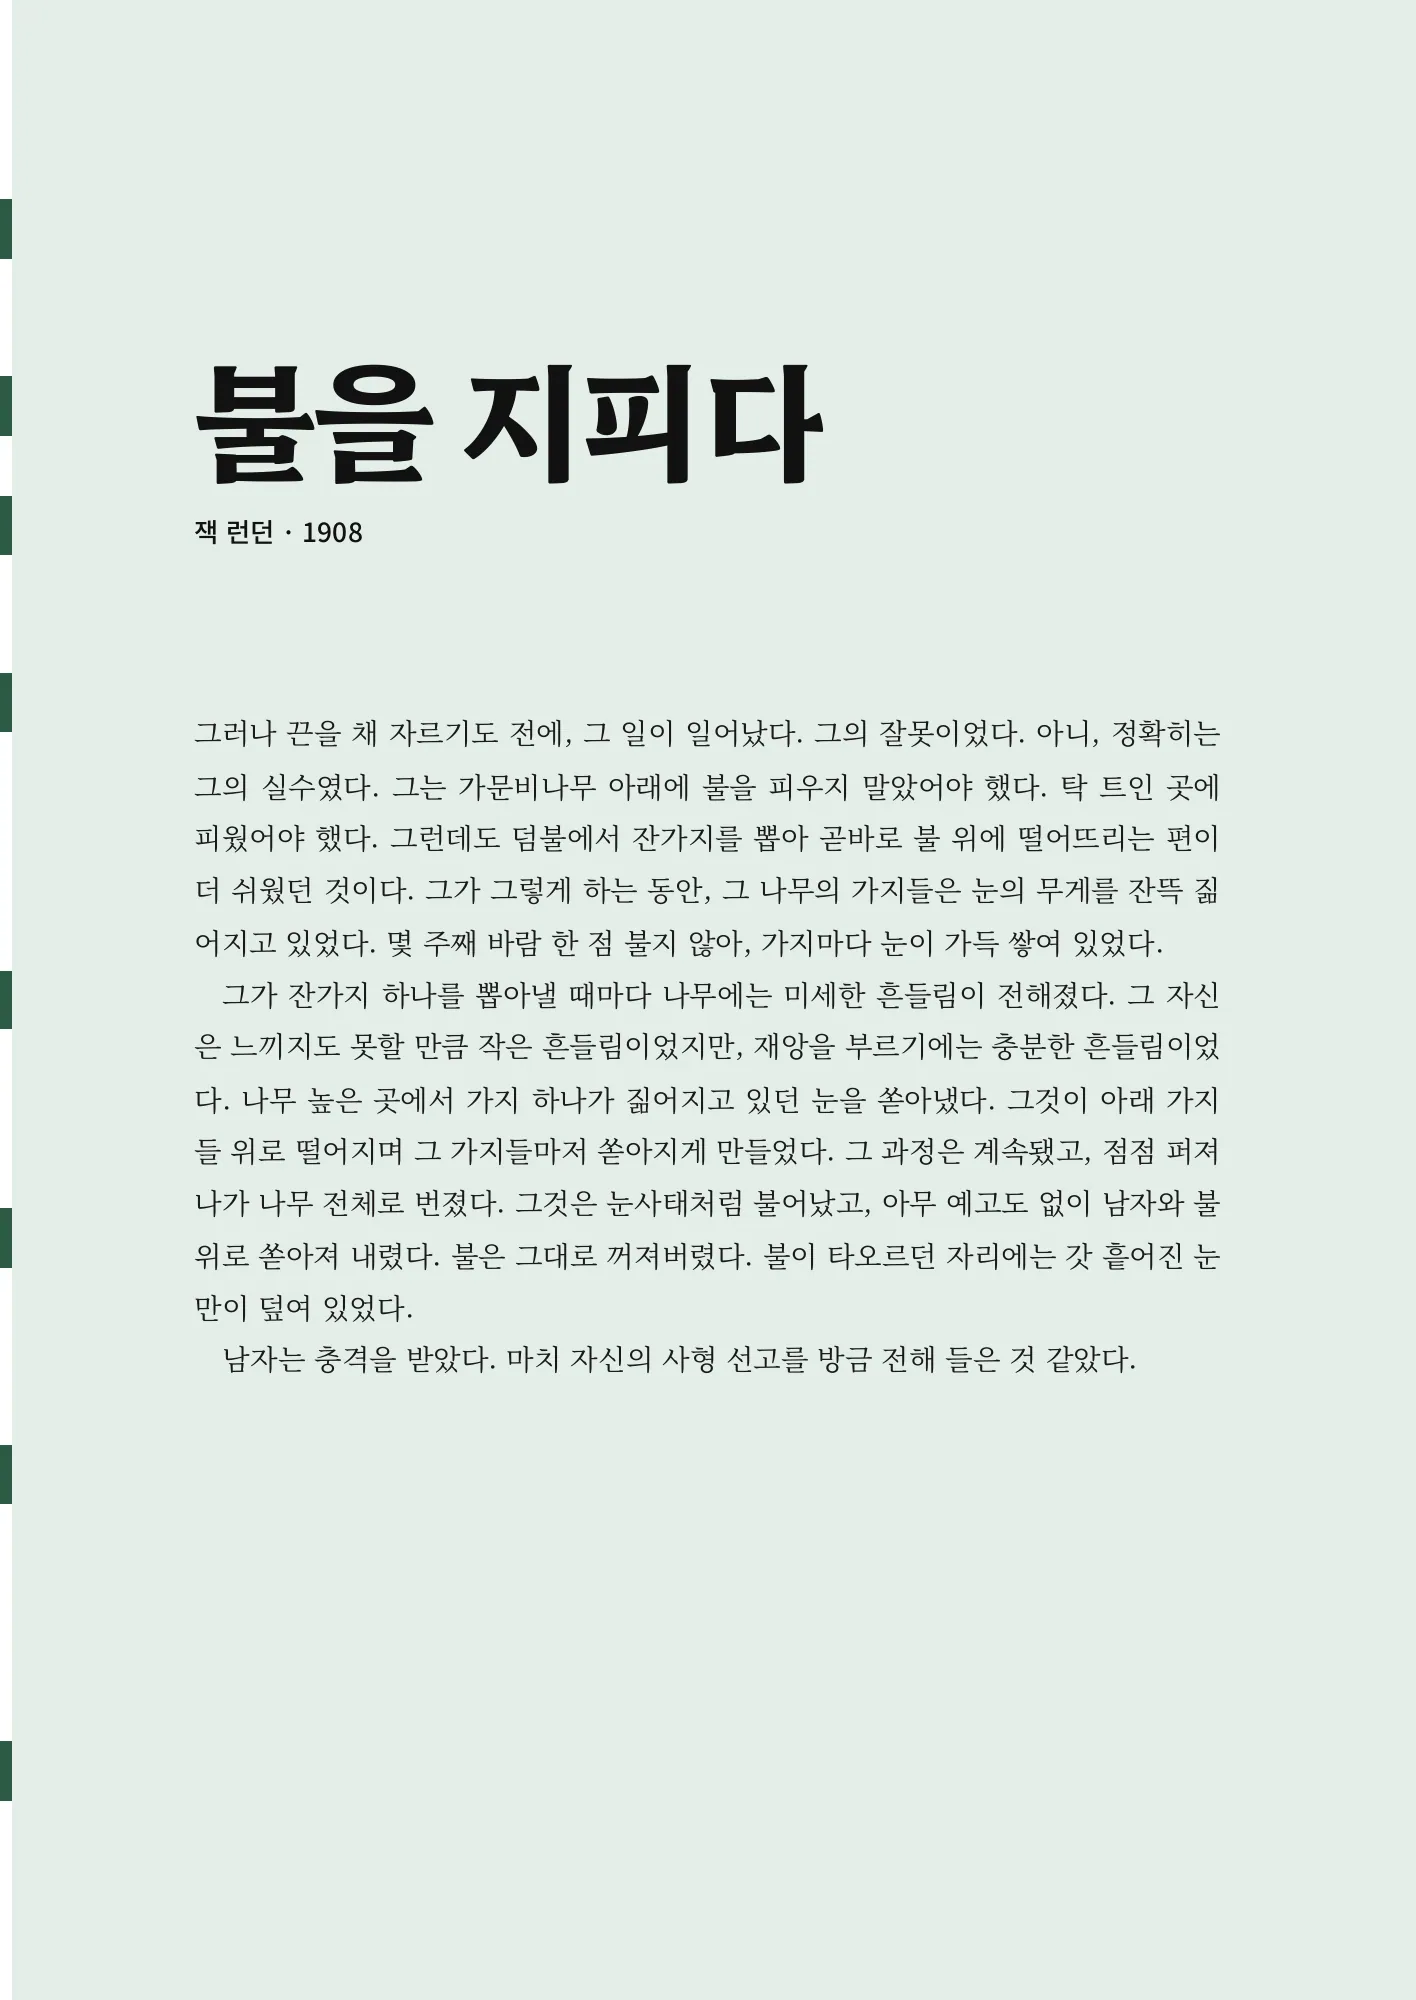 불을 지피다
잭 런던 · 1908
그러나 끈을 채 자르기도 전에, 그 일이 일어났다. 그의 잘못이었다. 아니, 정확히는
그의 실수였다. 그는 가문비나무 아래에 불을 피우지 말았어야 했다. 탁 트인 곳에
피웠어야 했다. 그런데도 덤불에서 잔가지를 뽑아 곧바로 불 위에 떨어뜨리는 편이
더 쉬웠던 것이다. 그가 그렇게 하는 동안, 그 나무의 가지들은 눈의 무게를 잔뜩 짊
어지고 있었다. 몇 주째 바람 한 점 불지 않아, 가지마다 눈이 가득 쌓여 있었다.
그가 잔가지 하나를 뽑아낼 때마다 나무에는 미세한 흔들림이 전해졌다. 그 자신
은 느끼지도 못할 만큼 작은 흔들림이었지만, 재앙을 부르기에는 충분한 흔들림이었
다. 나무 높은 곳에서 가지 하나가 짊어지고 있던 눈을 쏟아냈다. 그것이 아래 가지
들 위로 떨어지며 그 가지들마저 쏟아지게 만들었다. 그 과정은 계속됐고, 점점 퍼져
나가 나무 전체로 번졌다. 그것은 눈사태처럼 불어났고, 아무 예고도 없이 남자와 불
위로 쏟아져 내렸다. 불은 그대로 꺼져버렸다. 불이 타오르던 자리에는 갓 흩어진 눈
만이 덮여 있었다.
남자는 충격을 받았다. 마치 자신의 사형 선고를 방금 전해 들은 것 같았다.